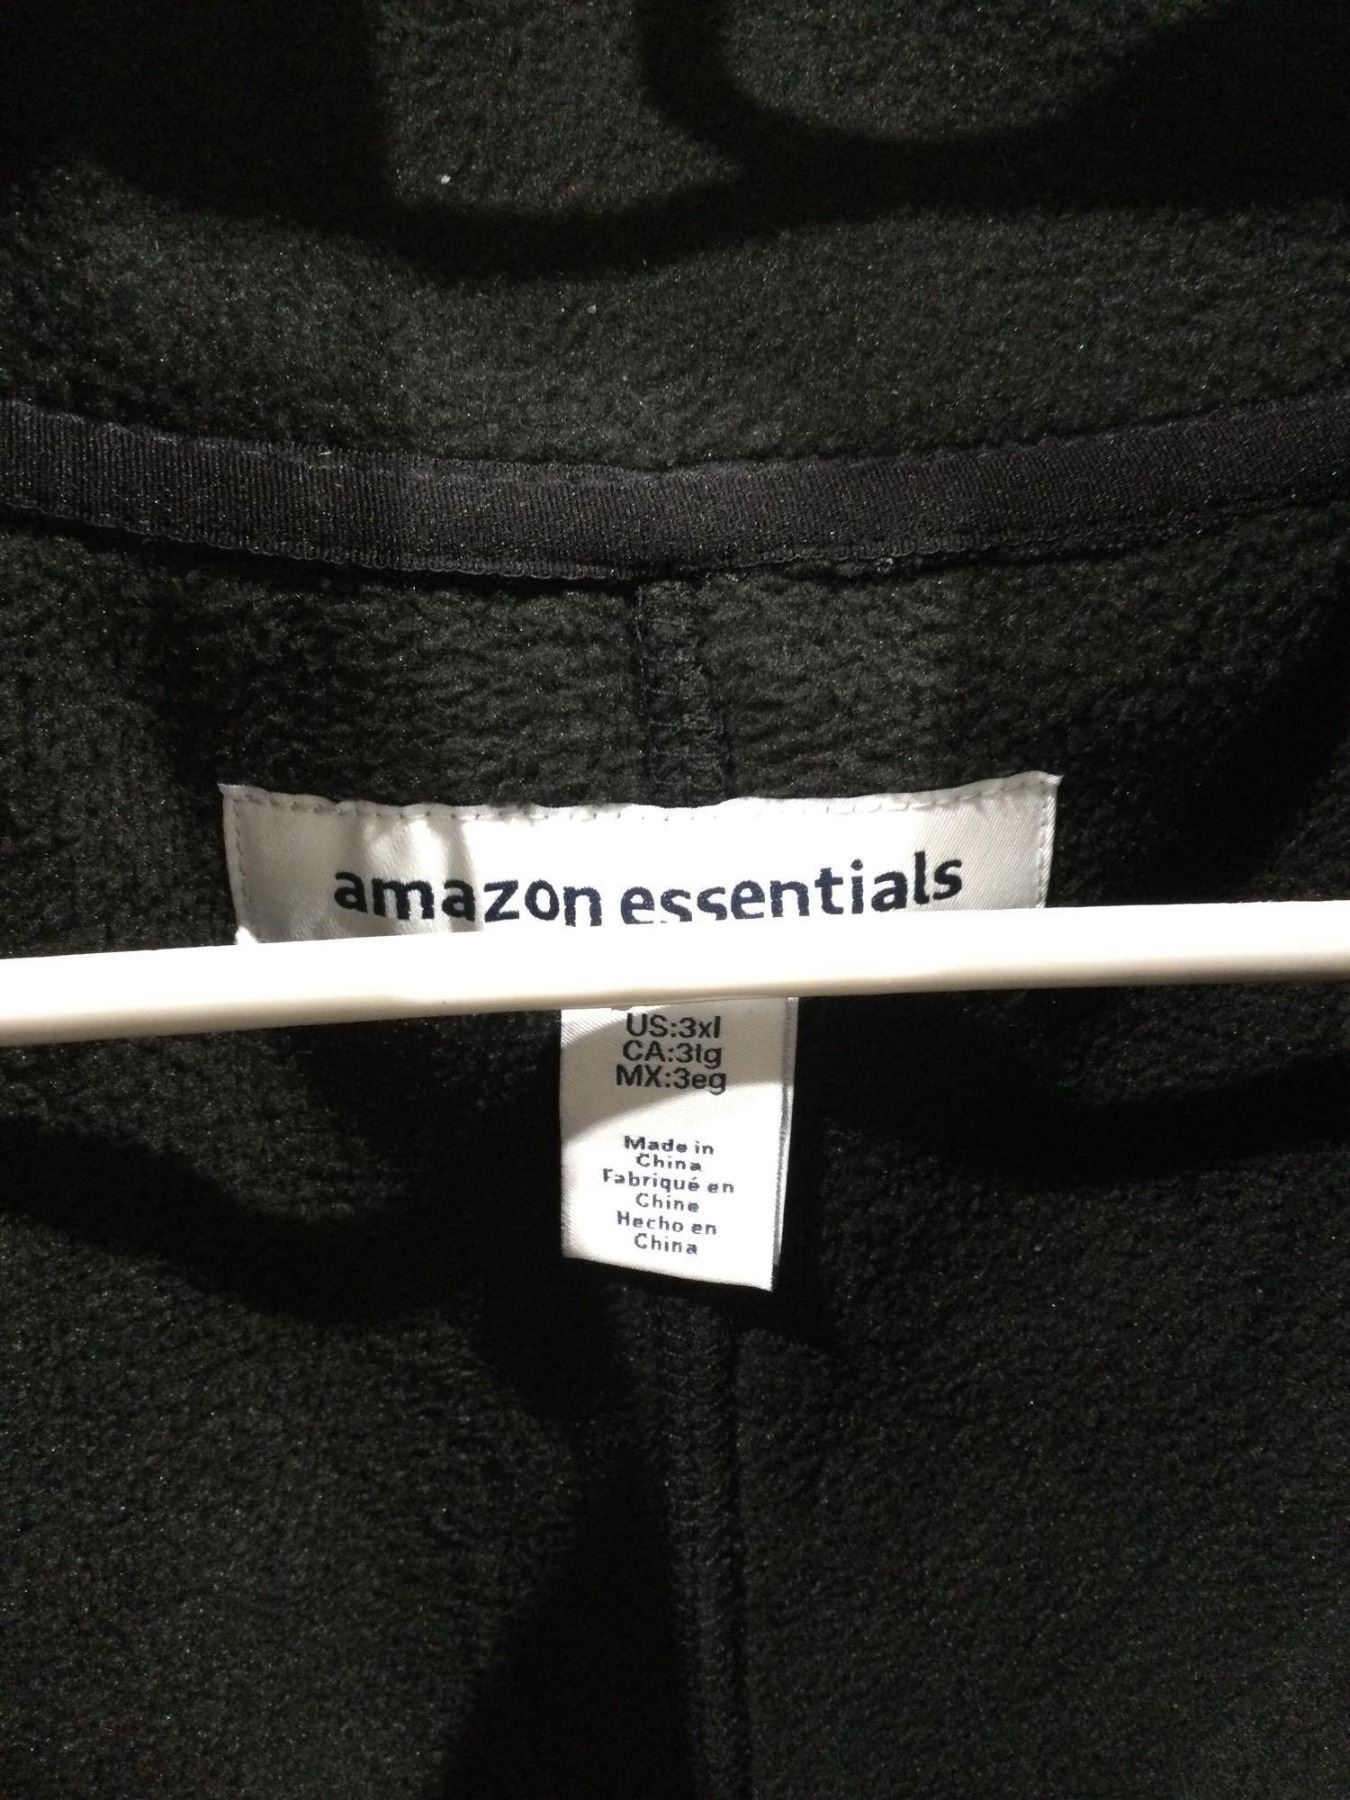 amazon essentials
US:3xl
CA:3lg
MX:3eg
Made in
China
Fabriqué en
Chine
Hecho en
China